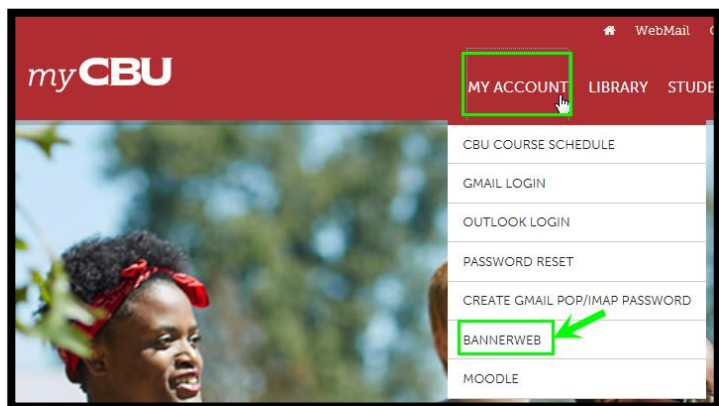 WebMail
myCBU
MY ACCOUNT LIBRARY
CBU COURSE SCHEDULE
GMAIL LOGIN
OUTLOOK LOGIN
PASSWORD RESET
CREATE GMAIL POP/IMAP PASSWORD
BANNERWEB
MOODLE